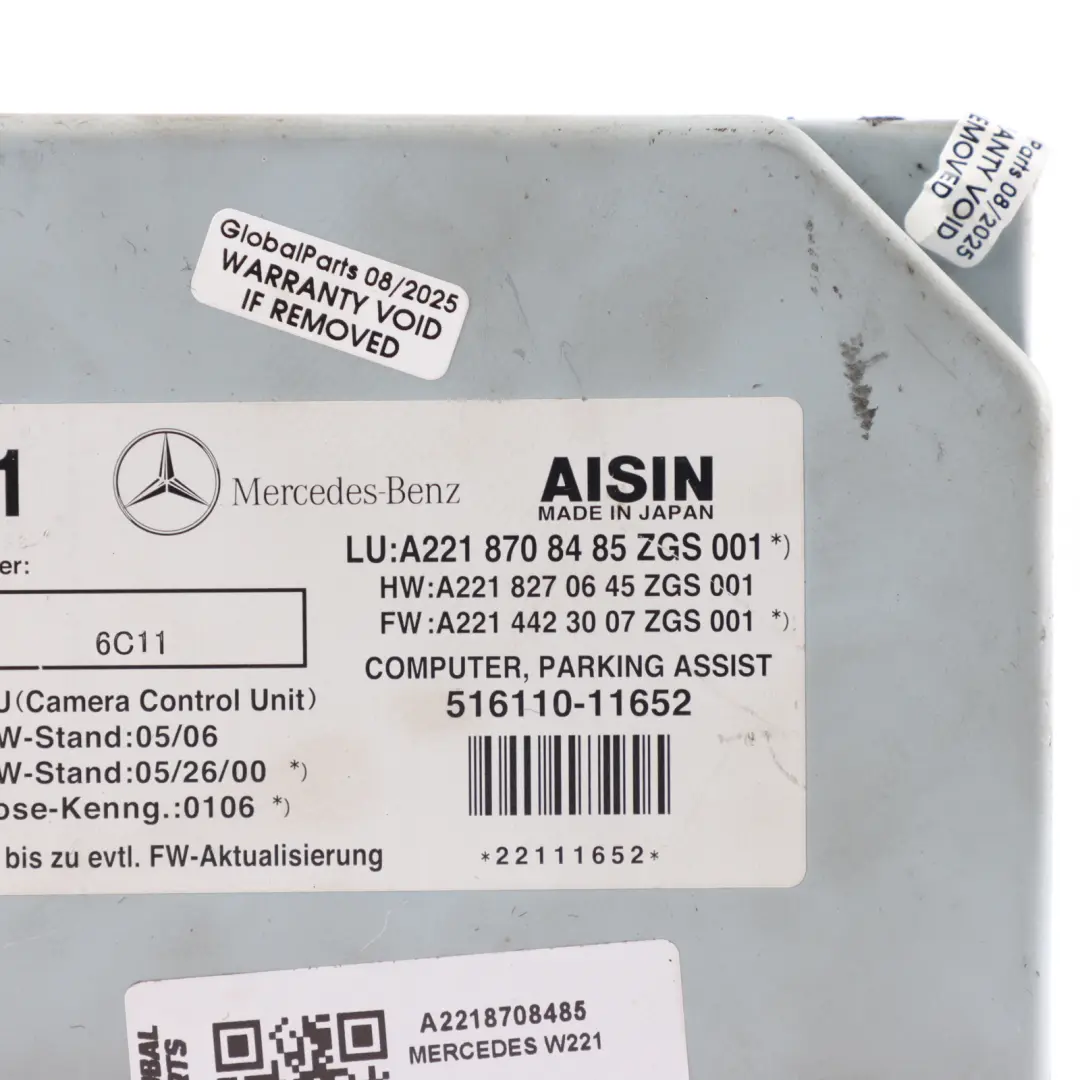 GlobalParts 08/2025
WARRANTY VOID
IF REMOVED
Parts 08/2025
ANTY VOID
EMOVED
1
Mercedes-Benz
AISIN
MADE IN JAPAN
LU:A221 870 84 85 ZGS 001 *)
HW:A221 827 06 45 ZGS 001
FW:A221 442 30 07 ZGS 001 *)
COMPUTER, PARKING ASSIST
516110-11652
*22111652*
er:
6C11
U(Camera Control Unit)
W-Stand:05/06
W-Stand:05/26/00 *)
ose-Kenng.:0106 *)
bis zu evtl. FW-Aktualisierung
BAL
RTS
A2218708485
MERCEDES W221